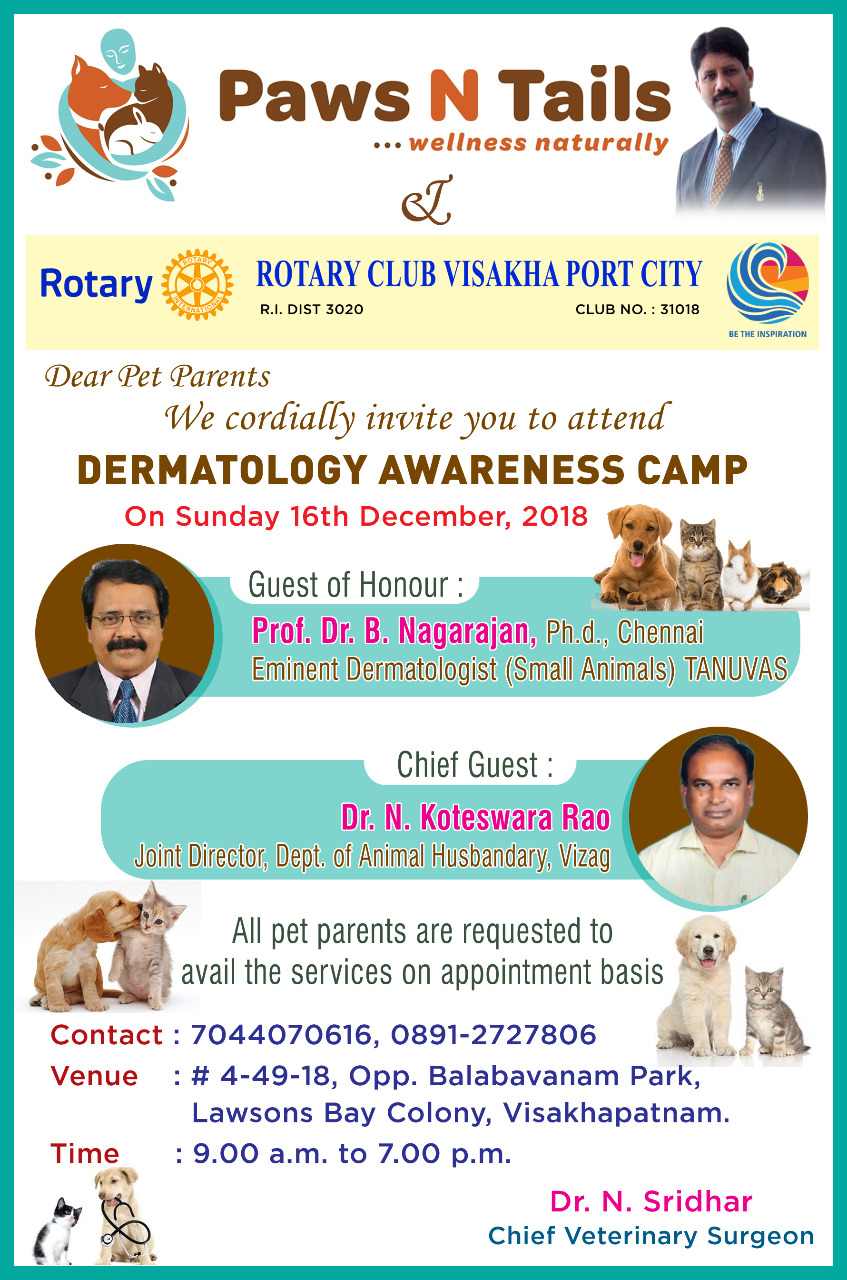 Paws N Tails
... wellness naturally
&
Rotary
ROTARY
INTERNATIONAL
ROTARY CLUB VISAKHA PORT CITY
R.I. DIST 3020
CLUB NO. : 31018
BE THE INSPIRATION
Dear Pet Parents
We cordially invite you to attend
DERMATOLOGY AWARENESS CAMP
On Sunday 16th December, 2018
Guest of Honour :
Prof. Dr. B. Nagarajan, Ph.d., Chennai
Eminent Dermatologist (Small Animals) TANUVAS
Chief Guest :
Dr. N. Koteswara Rao
Joint Director, Dept. of Animal Husbandary, Vizag
All pet parents are requested to
avail the services on appointment basis
Contact : 7044070616, 0891-2727806
Venue : # 4-49-18, Opp. Balabavanam Park,
Lawsons Bay Colony, Visakhapatnam.
Time : 9.00 a.m. to 7.00 p.m.
Dr. N. Sridhar
Chief Veterinary Surgeon